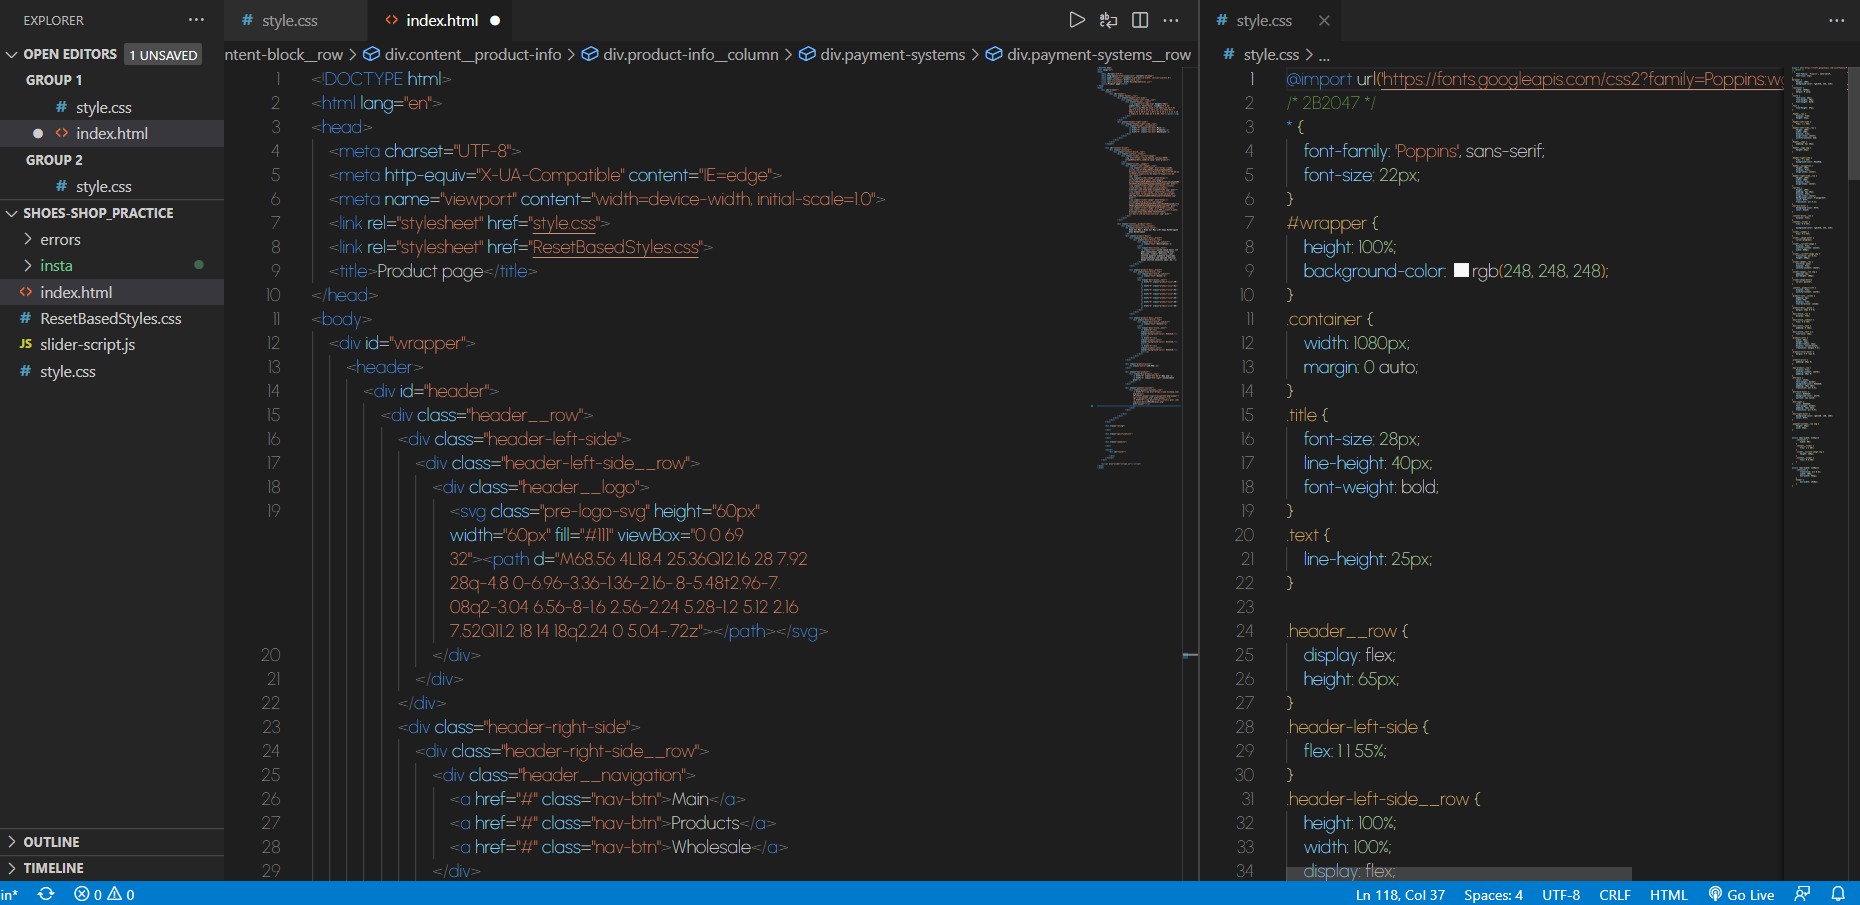 EXPLORER
OPEN EDITORS 1 UNSAVED
GROUP 1
# style.css
<> index.html
GROUP 2
# style.css
SHOES-SHOP_PRACTICE
errors
insta
<> index.html
# ResetBasedStyles.css
JS slider-script.js
# style.css
OUTLINE
TIMELINE
# style.css
<> index.html
ntent-block__row > div.content__product-info > div.product-info__column > div.payment-systems > div.payment-systems__row
1 <!DOCTYPE html>
2 <html lang="en">
3 <head>
4 <meta charset="UTF-8">
5 <meta http-equiv="X-UA-Compatible" content="IE=edge">
6 <meta name="viewport" content="width=device-width, initial-scale=1.0">
7 <link rel="stylesheet" href="style.css">
8 <link rel="stylesheet" href="ResetBasedStyles.css">
9 <title>Product page</title>
10 </head>
11 <body>
12 <div id="wrapper">
13 <header>
14 <div id="header">
15 <div class="header__row">
16 <div class="header-left-side">
17 <div class="header-left-side__row">
18 <div class="header__logo">
19 <svg class="pre-logo-svg" height="60px"
width="60px" fill="#111" viewBox="0 0 69
32"><path d="M68.56 4L18.4 25.36Q12.16 28 7.92
28q-4.8 0-6.96-3.36-1.36-2.16-.8-5.48t2.96-7.
08q2-3.04 6.56-8-1.6 2.56-2.24 5.28-1.2 5.12 2.16
7.52Q11.2 18 14 18q2.24 0 5.04-.72z"></path></svg>
20 </div>
21 </div>
22 </div>
23 <div class="header-right-side">
24 <div class="header-right-side__row">
25 <div class="header__navigation">
26 <a href="#" class="nav-btn">Main</a>
27 <a href="#" class="nav-btn">Products</a>
28 <a href="#" class="nav-btn">Wholesale</a>
29 </div>
# style.css
# style.css > ...
1 @import url('https://fonts.googleapis.com/css2?family=Poppins:w
2 /* 2B2047 */
3 * {
4 font-family: 'Poppins', sans-serif;
5 font-size: 22px;
6 }
7 #wrapper {
8 height: 100%;
9 background-color: rgb(248, 248, 248);
10 }
11 .container {
12 width: 1080px;
13 margin: 0 auto;
14 }
15 .title {
16 font-size: 28px;
17 line-height: 40px;
18 font-weight: bold;
19 }
20 .text {
21 line-height: 25px;
22 }
23
24 .header__row {
25 display: flex;
26 height: 65px;
27 }
28 .header-left-side {
29 flex: 1 1 55%;
30 }
31 .header-left-side__row {
32 height: 100%;
33 width: 100%;
34 display: flex;
in* 0 0 Ln 118, Col 37 Spaces: 4 UTF-8 CRLF HTML Go Live